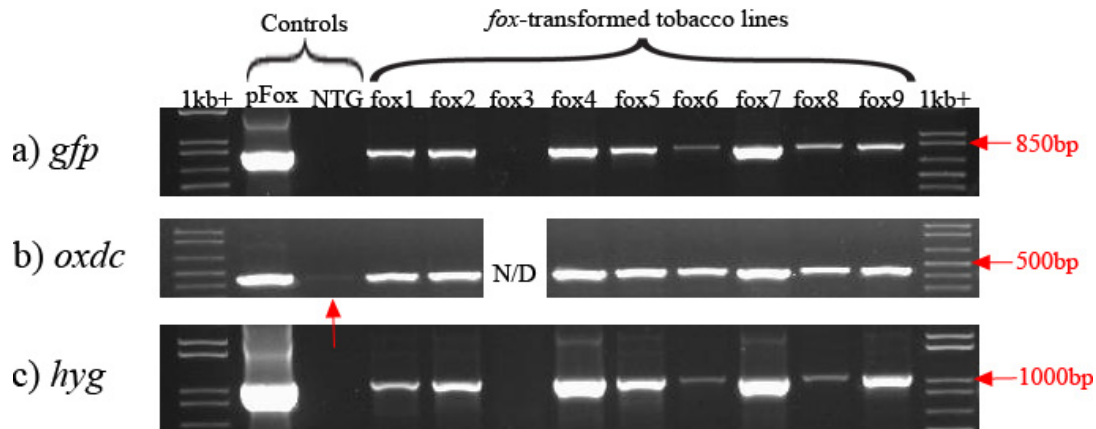 Controls
fox-transformed tobacco lines
1kb+ pFox NTG fox1 fox2 fox3 fox4 fox5 fox6 fox7 fox8 fox9 1kb+
a) gfp
850bp
b) oxdc
N/D
500bp
c) hyg
1000bp